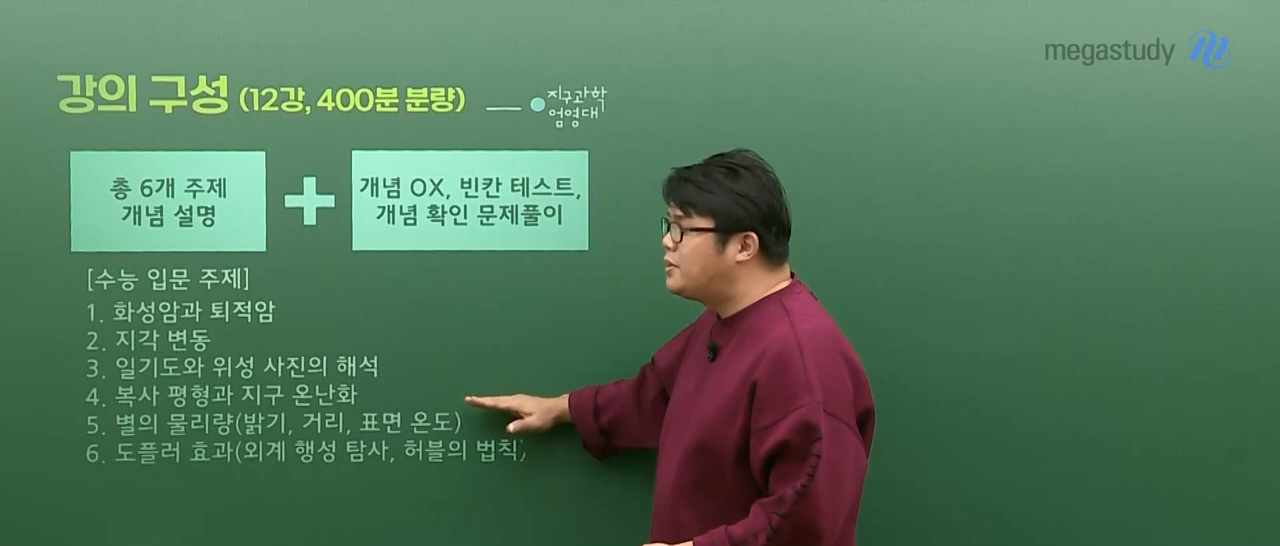 megastudy
강의 구성 (12강, 400분 분량)
지구과학
엄영대
총 6개 주제
개념 설명
개념 OX, 빈칸 테스트,
개념 확인 문제풀이
[수능 입문 주제]
1. 화성암과 퇴적암
2. 지각 변동
3. 일기도와 위성 사진의 해석
4. 복사 평형과 지구 온난화
5. 별의 물리량(밝기, 거리, 표면 온도)
6. 도플러 효과(외계 행성 탐사, 허블의 법칙)